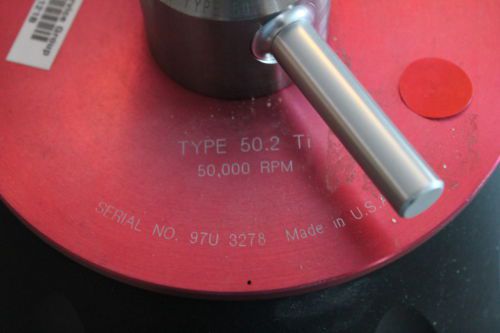 TYPE 50.2 Ti
50,000 RPM
SERIAL NO. 97U 3278 Made in U.S.A.